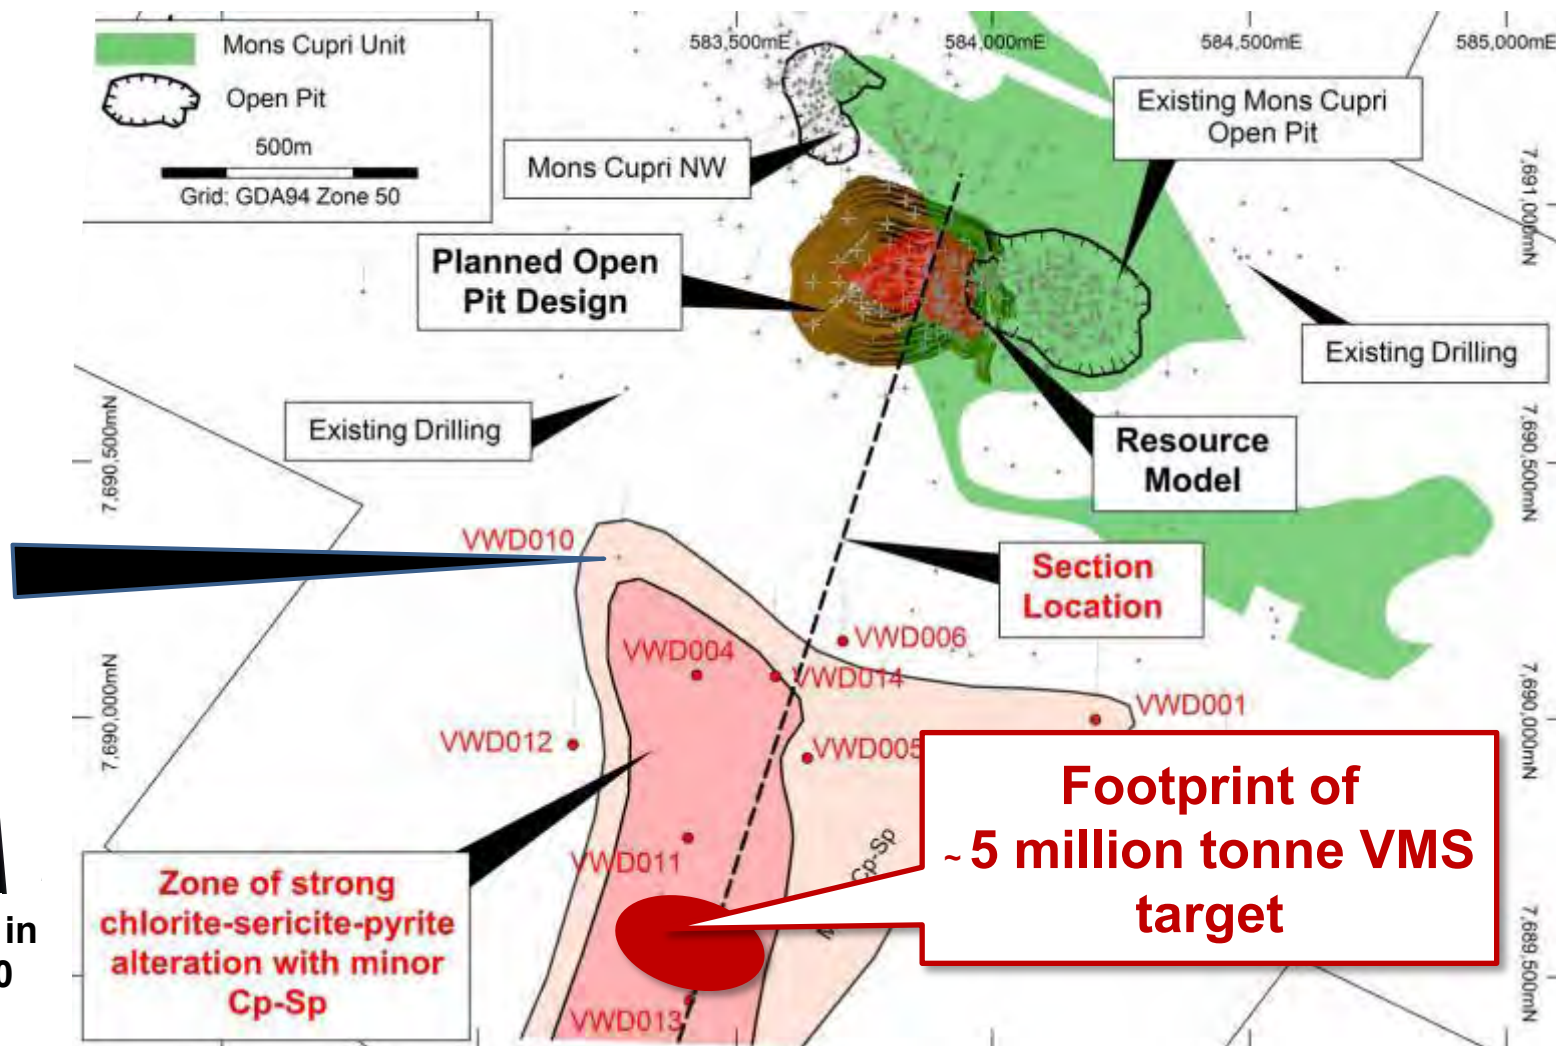 Mons Cupri Unit
Open Pit
500m
Grid: GDA94 Zone 50
583,500mE
584,000mE
584,500mE
585,000mE
Existing Mons Cupri
Open Pit
Mons Cupri NW
7,691,000mN
Planned Open
Pit Design
Existing Drilling
Existing Drilling
7,690,500mN
7,690,500mN
Resource
Model
VWD010
Section
Location
VWD006
VWD004
VWD014
VWD001
7,690,000mN
7,690,000mN
VWD012
VWD005
Footprint of
~ 5 million tonne VMS
target
VWD011
Cp-Sp
Zone of strong
chlorite-sericite-pyrite
alteration with minor
Cp-Sp
in
0
7,689,500mN
VWD013